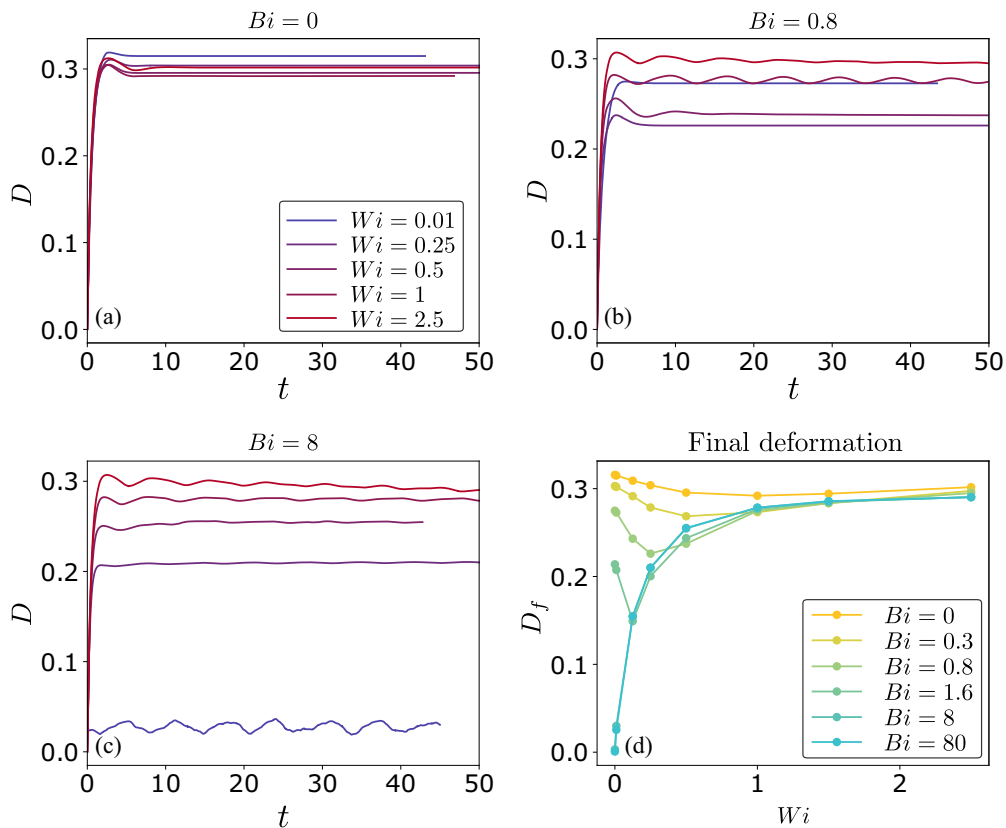 Bi = 0
D
0.3
0.2
0.1
0.0
(a)
Wi = 0.01
Wi = 0.25
Wi = 0.5
Wi = 1
Wi = 2.5
0 10 20 30 40 50
t
Bi = 0.8
D
0.3
0.2
0.1
0.0
(b)
0 10 20 30 40 50
t
Bi = 8
D
0.3
0.2
0.1
0.0
(c)
0 10 20 30 40 50
t
Final deformation
D_f
0.3
0.2
0.1
0.0
(d)
Bi = 0
Bi = 0.3
Bi = 0.8
Bi = 1.6
Bi = 8
Bi = 80
0 1 2
Wi